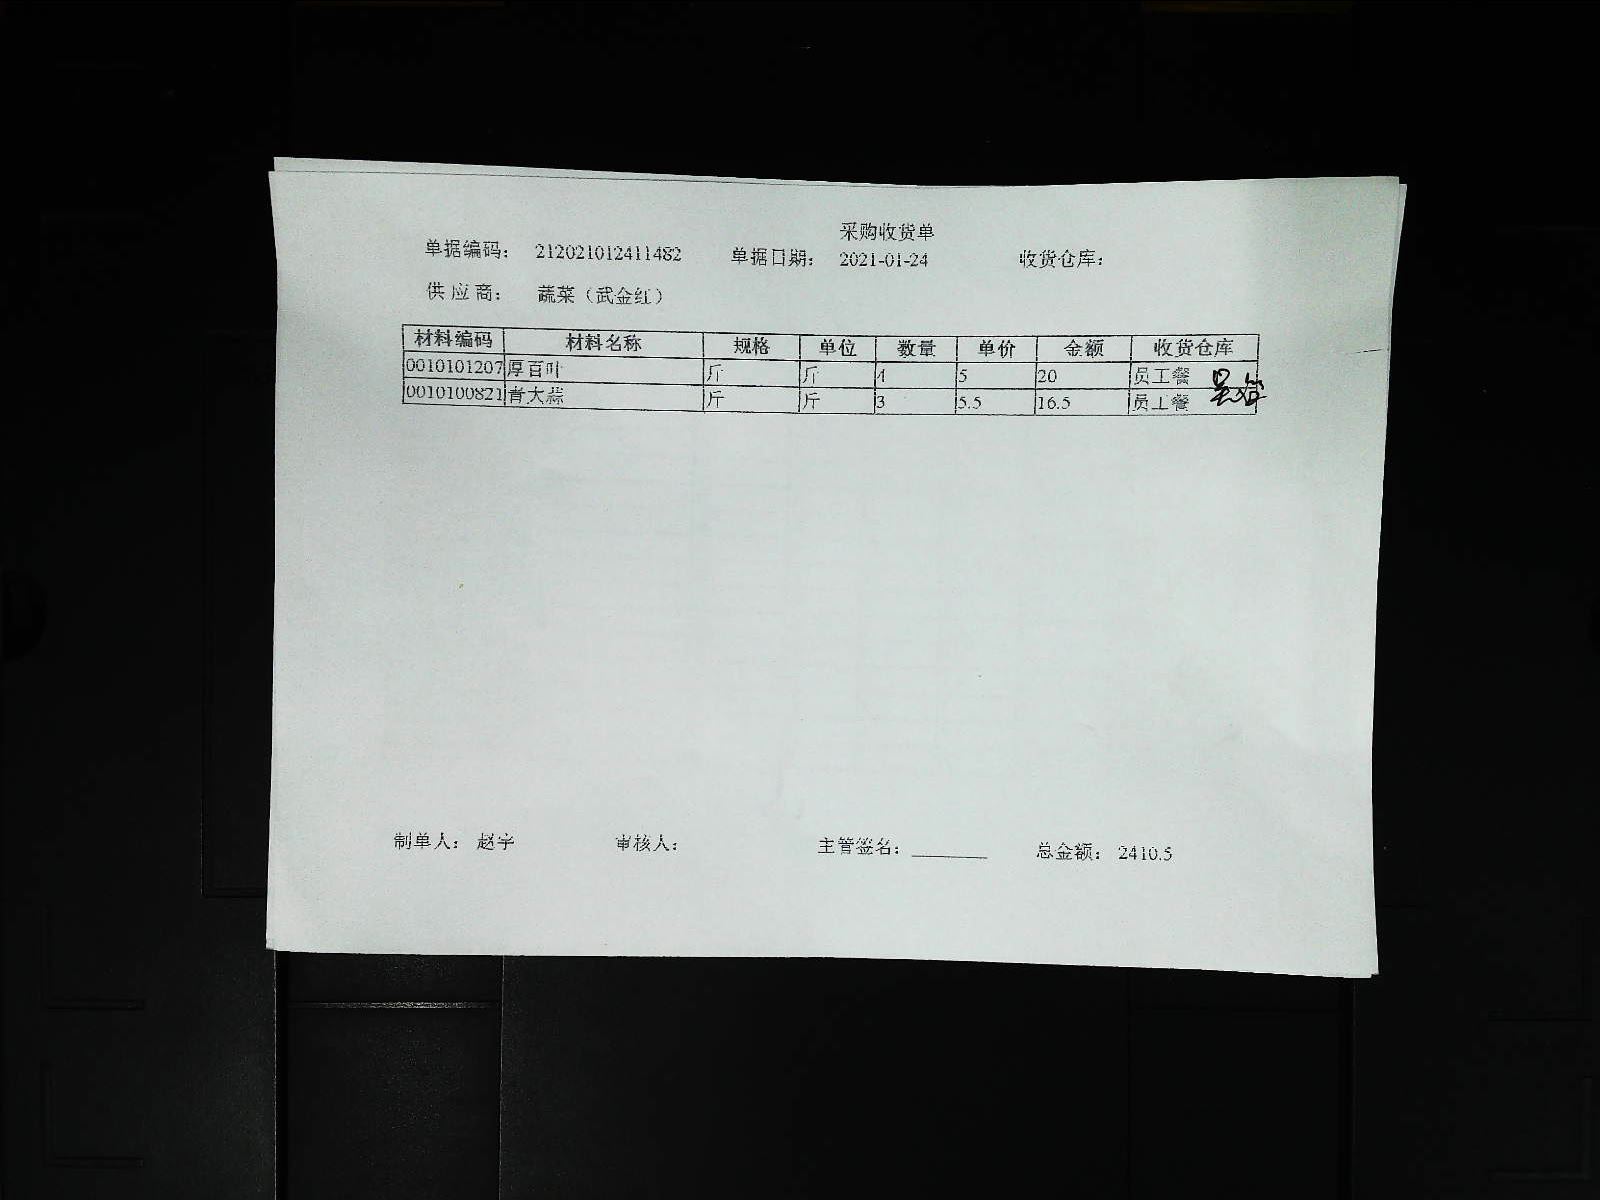 采购收货单
单据编码： 212021012411482 单据日期： 2021-01-24 收货仓库：
供应商： 蔬菜（武金红）
材料编码 材料名称 规格 单位 数量 单价 金额 收货仓库
0010101207 厚百叶 斤 斤 4 5 20 员工餐
0010100821 青大蒜 斤 斤 3 5.5 16.5 员工餐
制单人： 赵宇 审核人： 主管签名： 总金额： 2410.5